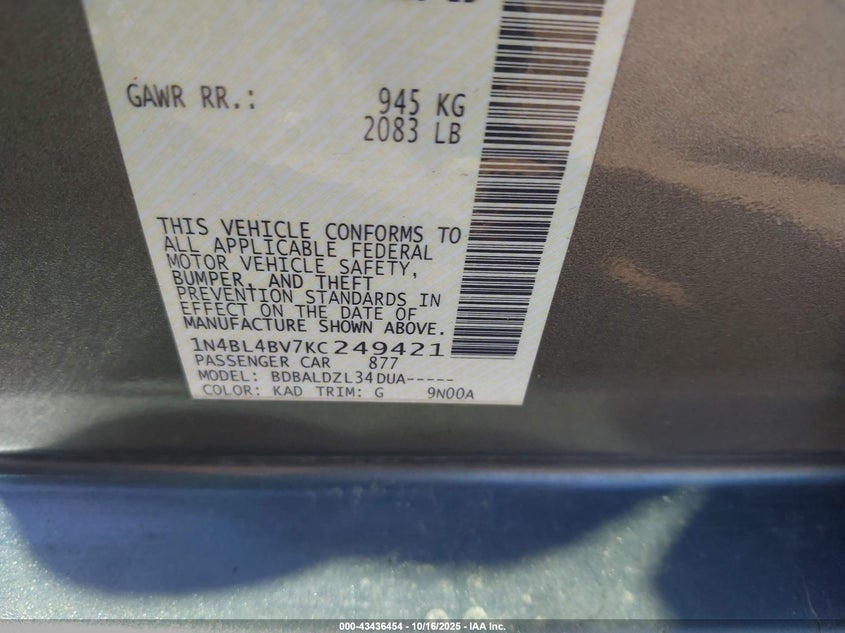 GAWR RR.: 945 KG
2083 LB
THIS VEHICLE CONFORMS TO
ALL APPLICABLE FEDERAL
MOTOR VEHICLE SAFETY,
BUMPER, AND THEFT
PREVENTION STANDARDS IN
EFFECT ON THE DATE OF
MANUFACTURE SHOWN ABOVE.
1N4BL4BV7KC249421
PASSENGER CAR 877
MODEL: BDBALDZL34DUA-----
COLOR: KAD TRIM: G 9N00A
000-43436454 - 10/16/2025 - IAA Inc.